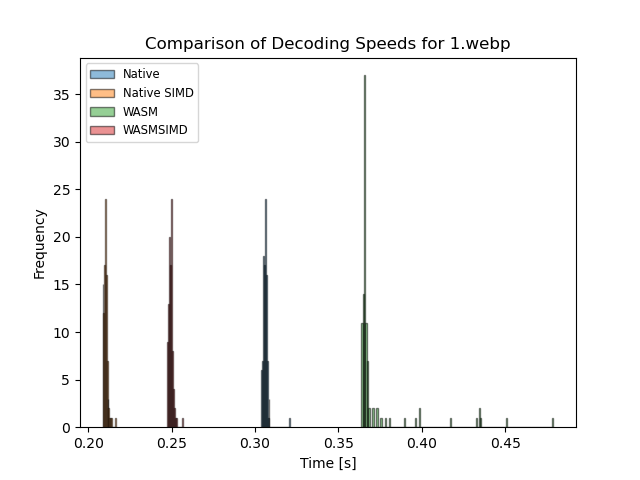 Comparison of Decoding Speeds for 1.webp
Native
Native SIMD
WASM
WASMSIMD
Frequency
35
30
25
20
15
10
5
0
0.20 0.25 0.30 0.35 0.40 0.45
Time [s]